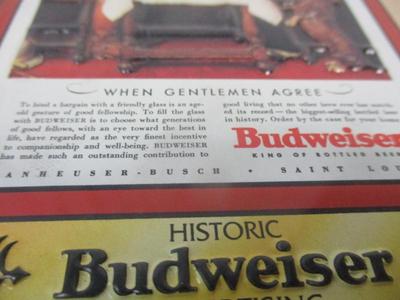 WHEN GENTLEMEN AGREE
To bind a bargain with a friendly glass is an age-
old gesture of good fellowship. To fill the glass
with BUDWEISER is to choose what generations
of good fellows, with an eye toward the best in
life, have regarded as the very finest incentive
to companionship and well-being. BUDWEISER
has made such an outstanding contribution to
good living that no other brew ever has match-
ed its record — the biggest-selling bottled beer
in history. Order by the case for your home
Budweiser
KING OF BOTTLED BEER
ANHEUSER-BUSCH • SAINT LOU
HISTORIC
Budweiser